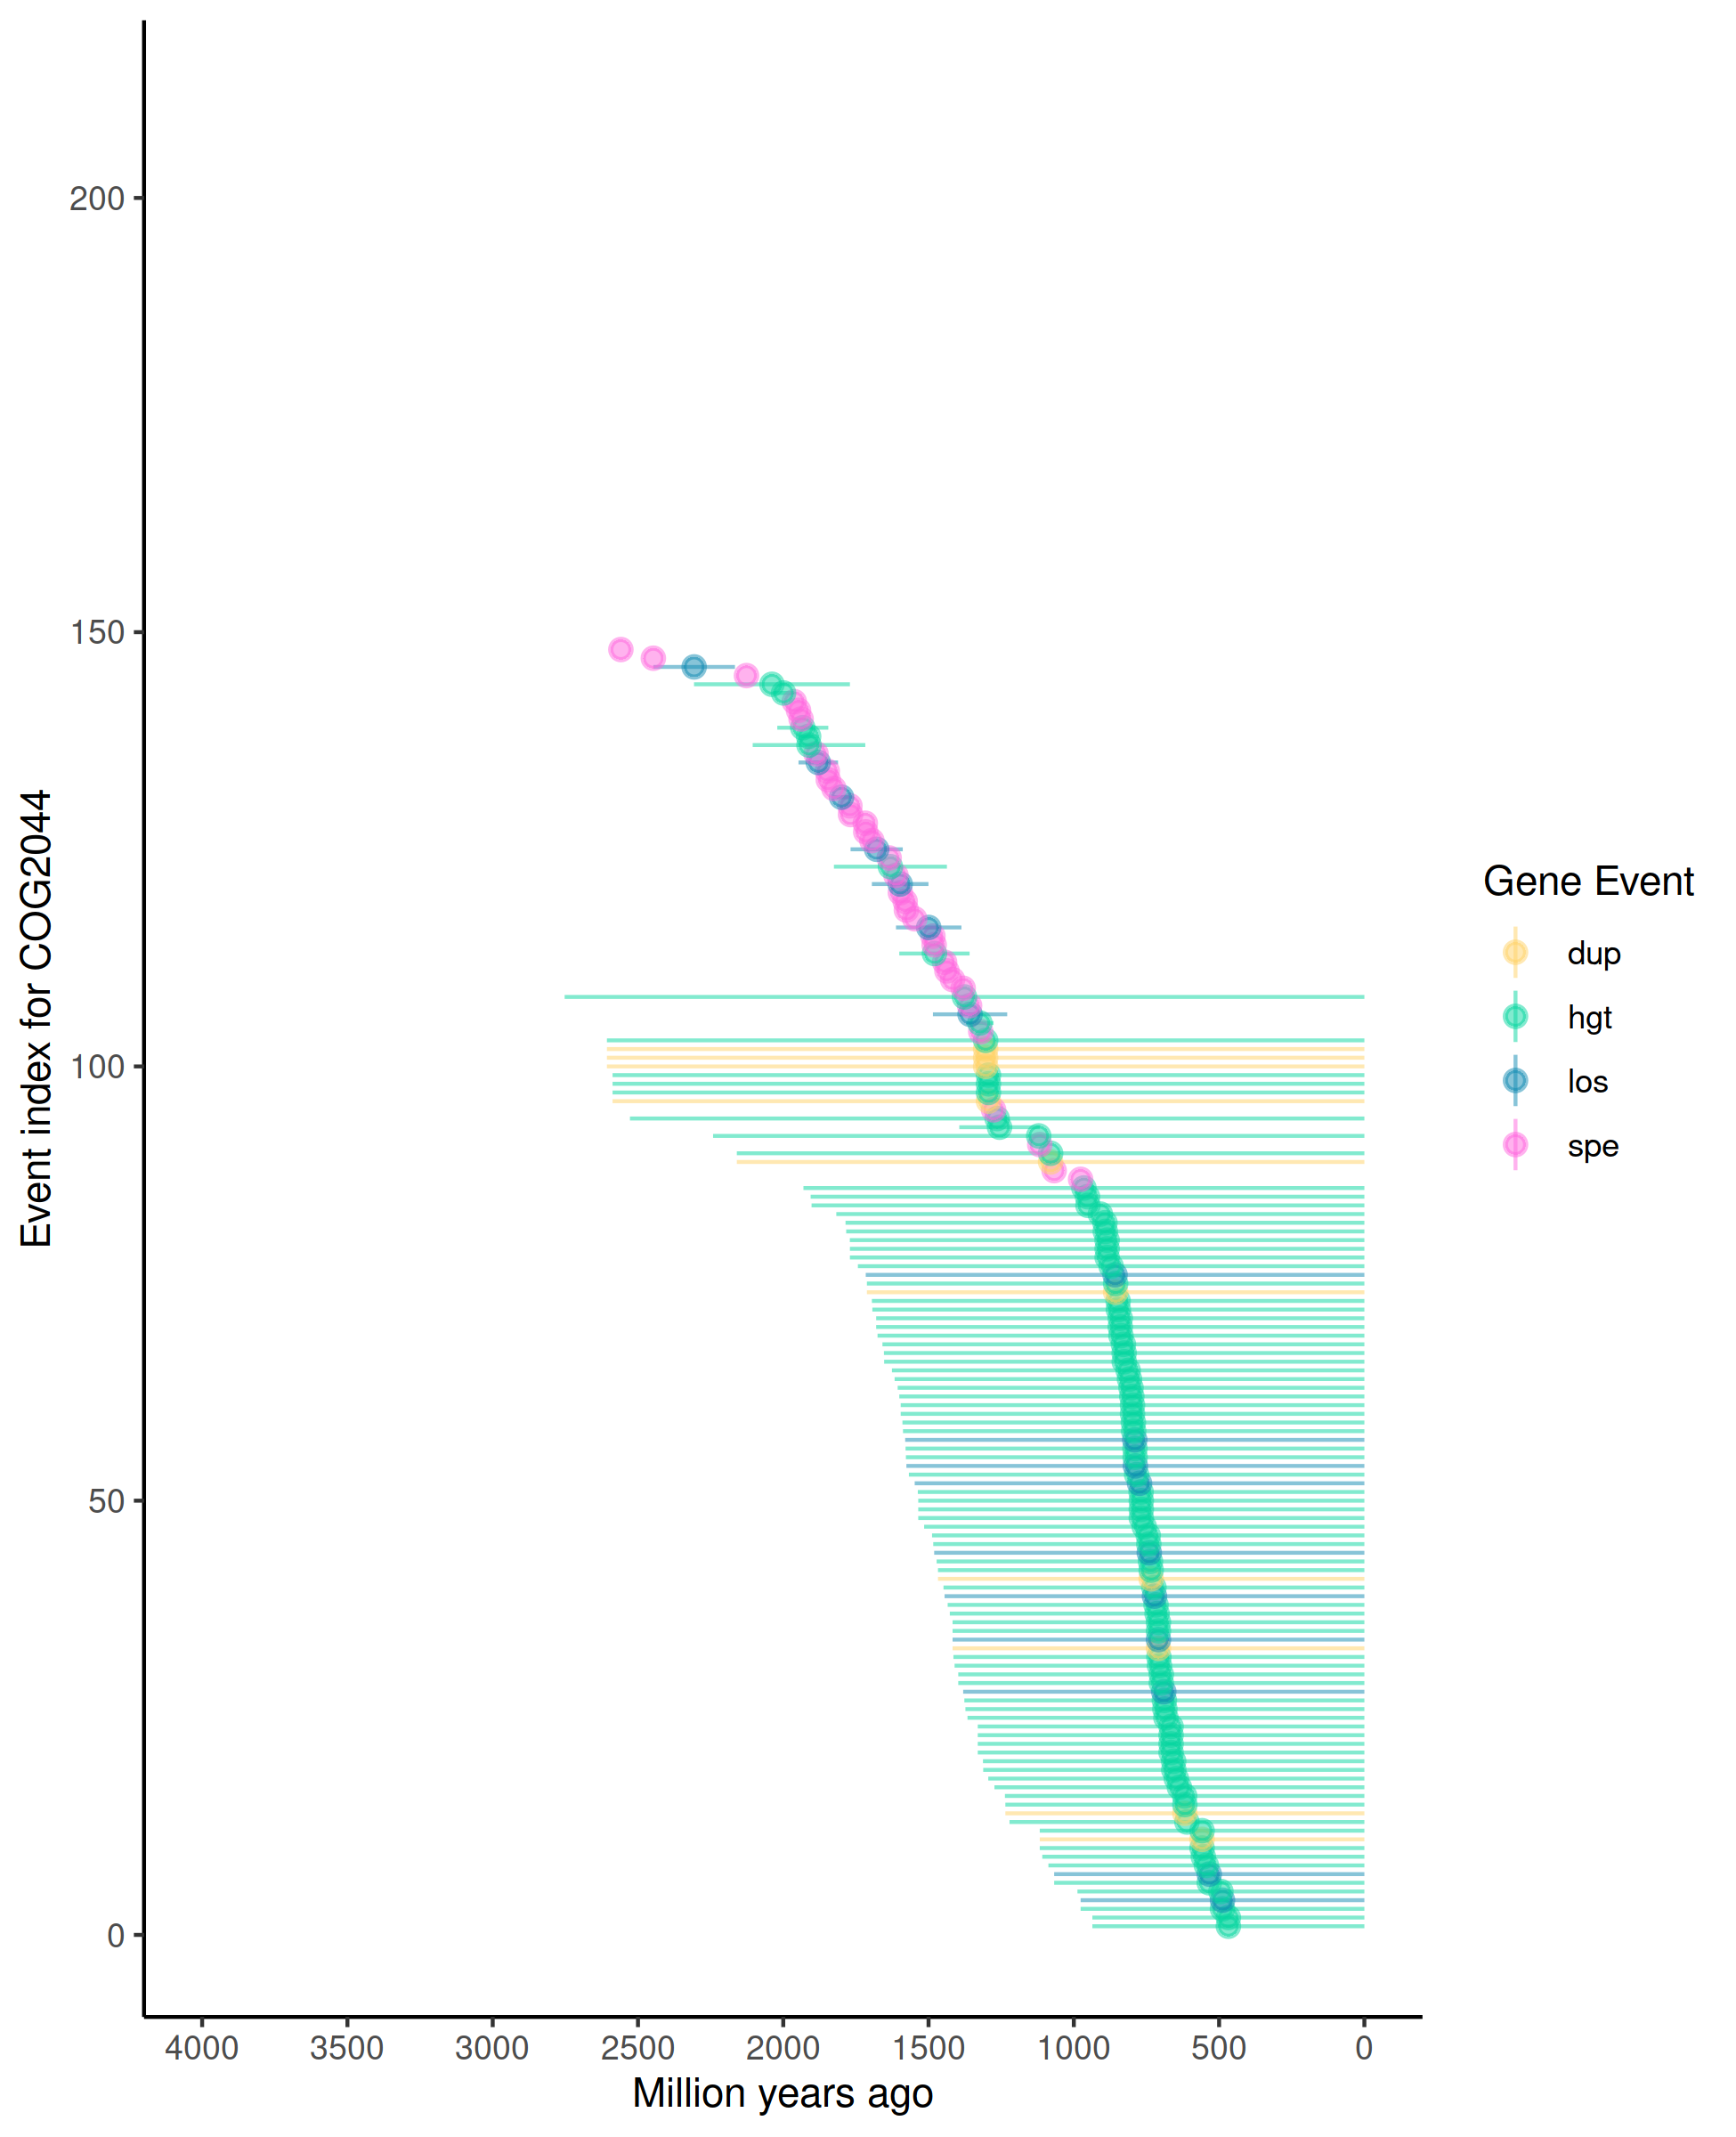 200
150
100
50
0
Event index for COG2044
4000 3500 3000 2500 2000 1500 1000 500 0
Million years ago
Gene Event
dup
hgt
los
spe